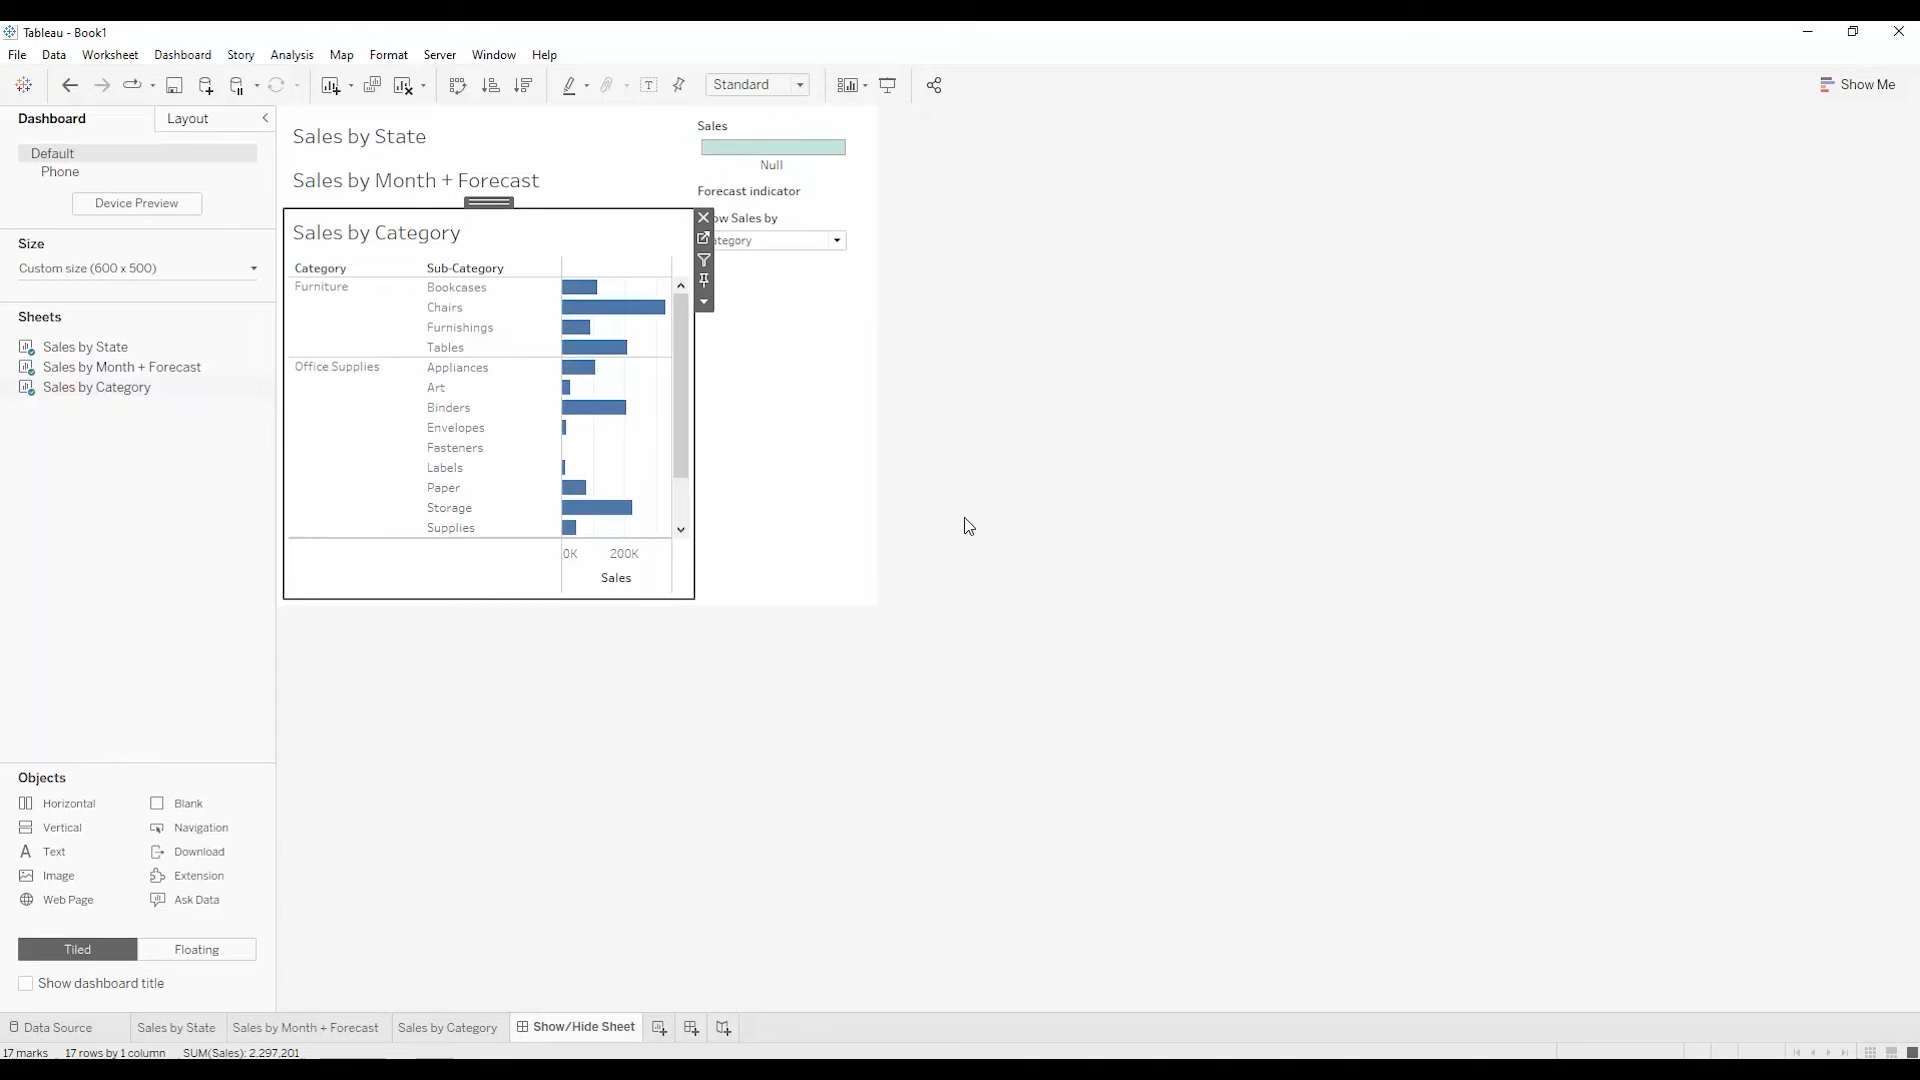 Tableau - Book1
File Data Worksheet Dashboard Story Analysis Map Format Server Window Help
Standard
Show Me
Dashboard
Layout
Default
Phone
Device Preview
Size
Custom size (600 x 500)
Sheets
Sales by State
Sales by Month + Forecast
Sales by Category
Objects
Horizontal
Blank
Vertical
Navigation
Text
Download
Image
Extension
Web Page
Ask Data
Tiled
Floating
Show dashboard title
Sales by State
Sales by Month + Forecast
Sales by Category
Category Sub-Category
Furniture Bookcases
Chairs
Furnishings
Tables
Office Supplies Appliances
Art
Binders
Envelopes
Fasteners
Labels
Paper
Storage
Supplies
0K 200K
Sales
Sales
Null
Forecast indicator
ow Sales by
ategory
Data Source
Sales by State
Sales by Month + Forecast
Sales by Category
Show/Hide Sheet
17 marks 17 rows by 1 column SUM(Sales): 2,297,201